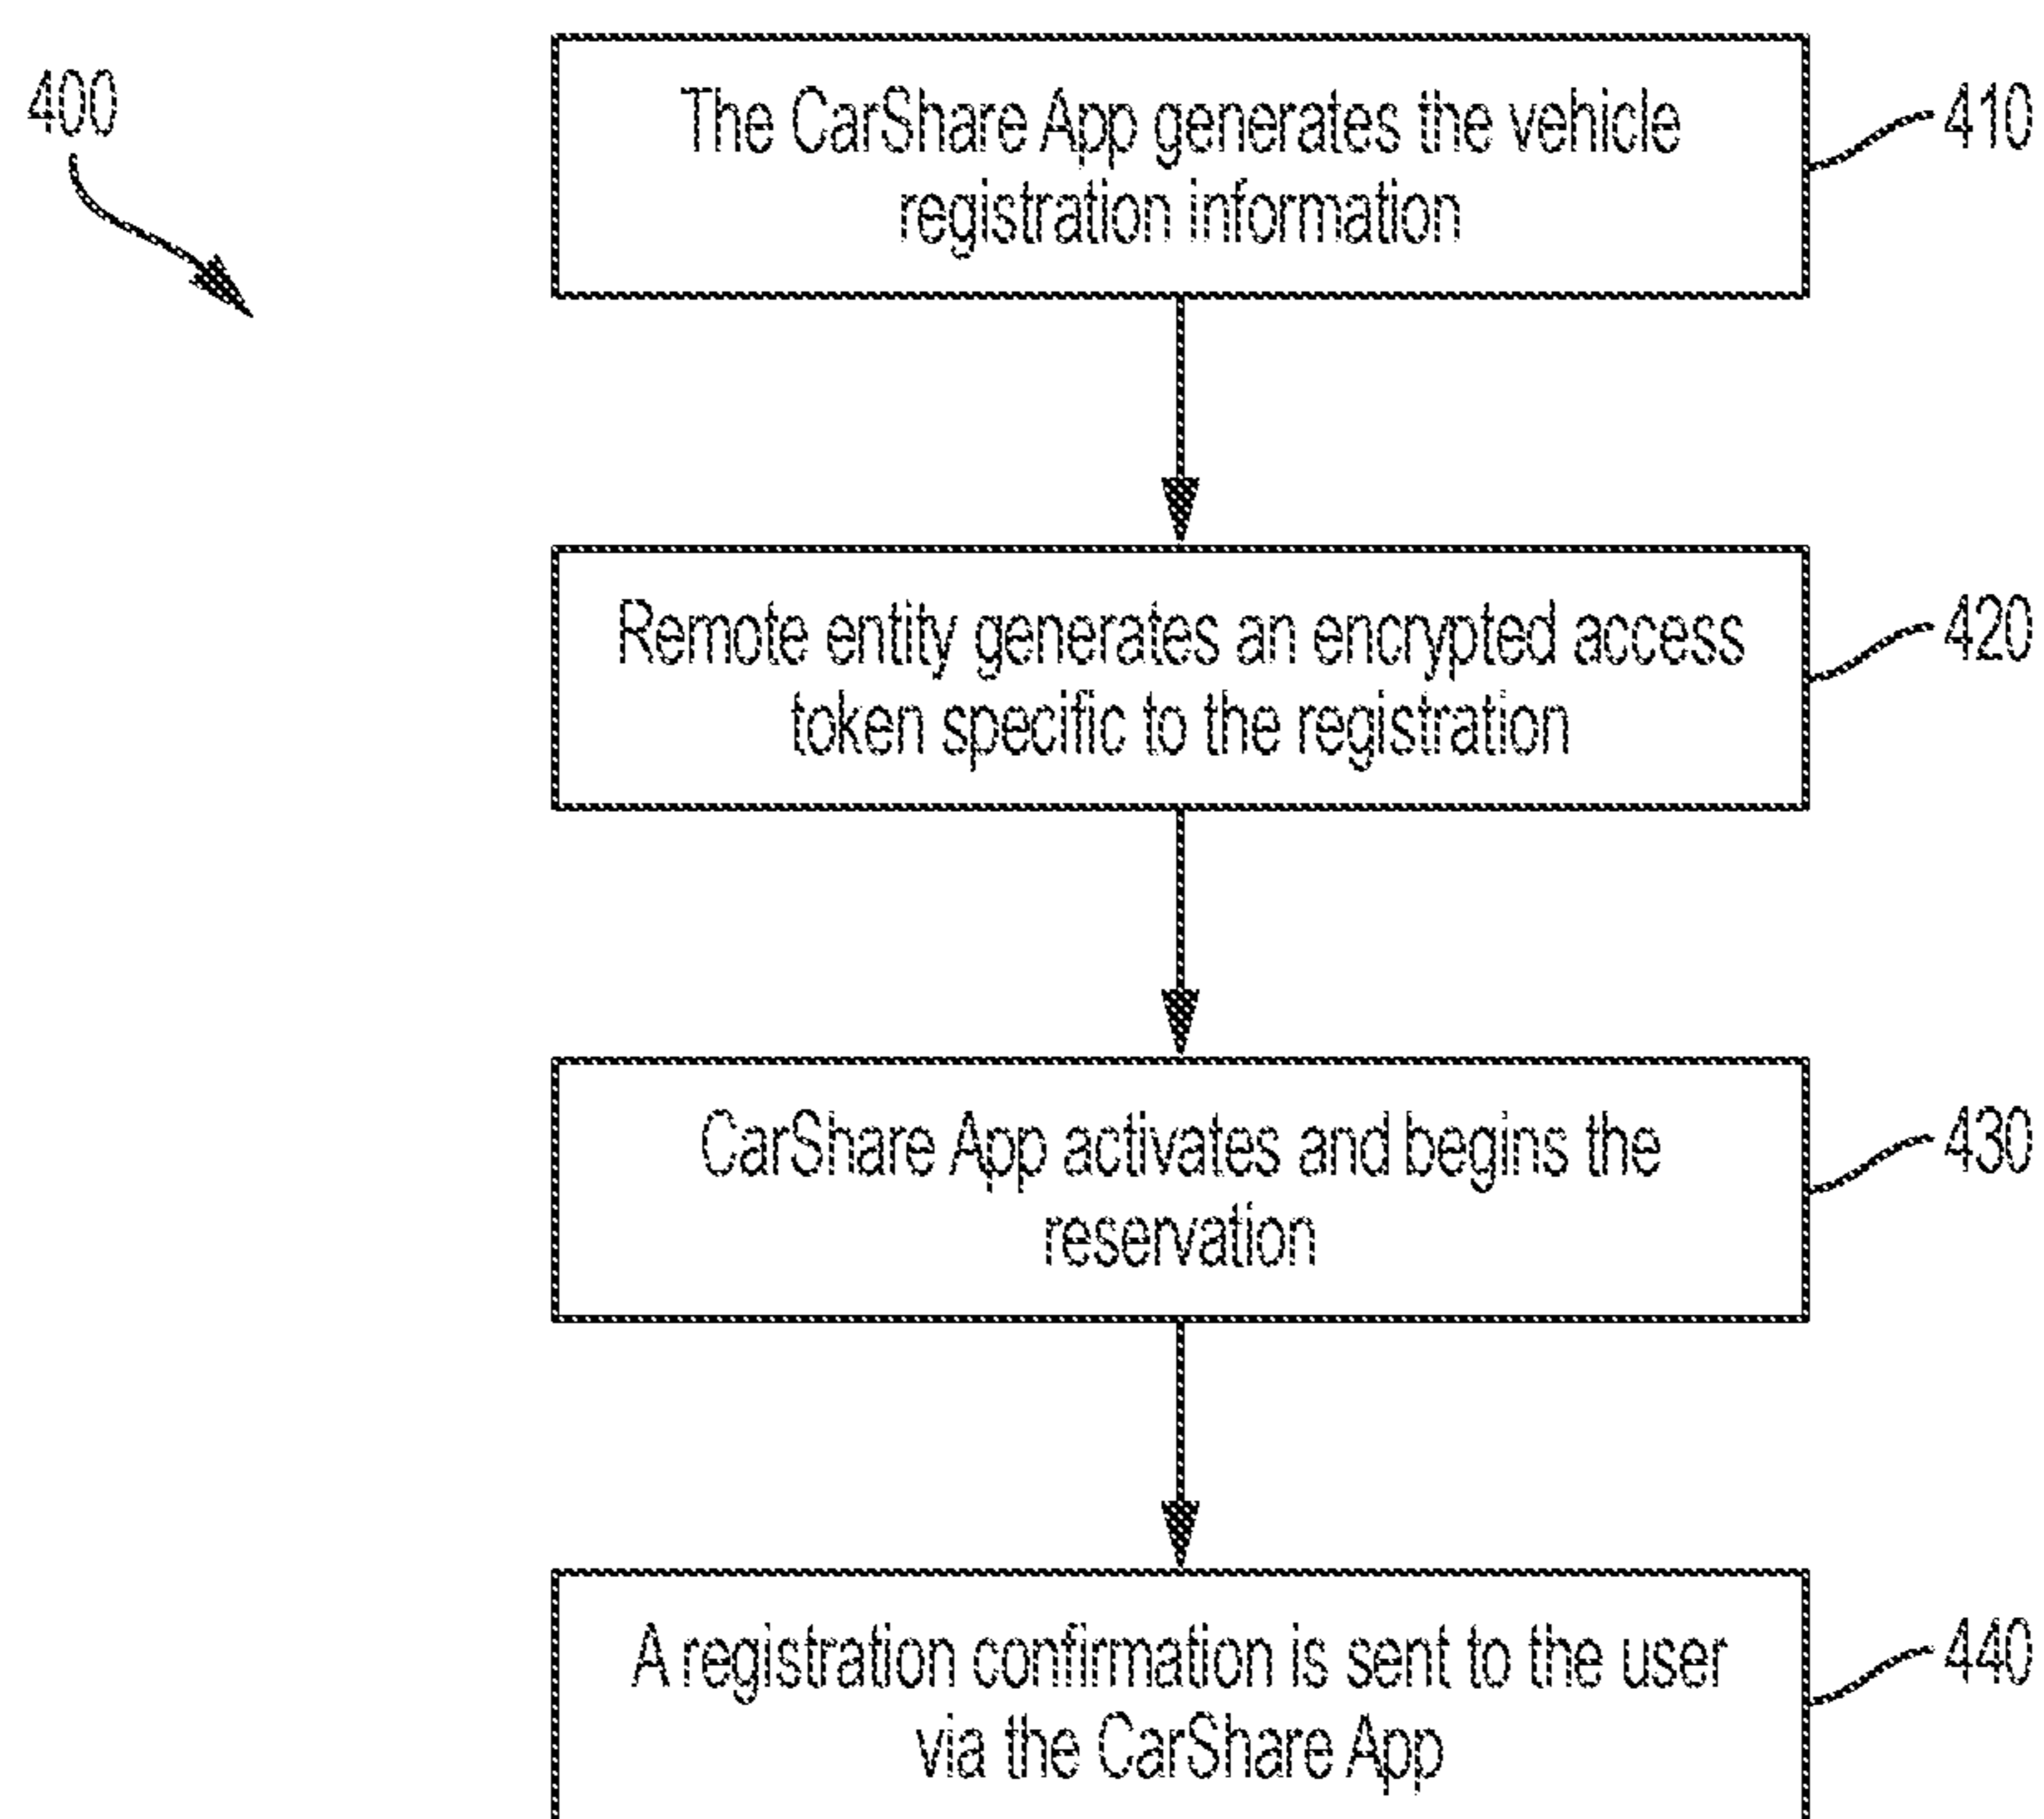 400
The CarShare App generates the vehicle
registration information
410
Remote entity generates an encrypted access
token specific to the registration
420
CarShare App activates and begins the
reservation
430
A registration confirmation is sent to the user
via the CarShare App
440